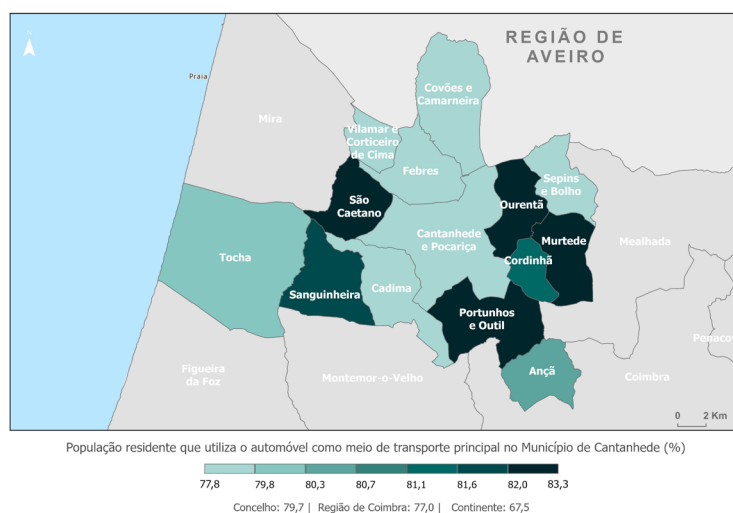 REGIÃO DE
AVEIRO
Praia
Mira
Covões e
Camarneira
Vilamar e
Corticeiro
de Cima
Febres
Sepins
e Bolho
São
Caetano
Ourentã
Cantanhede
e Pocariça
Murtede
Mealhada
Tocha
Cordinhã
Sanguinheira
Cadima
Portunhos
e Outil
Penaco
Figueira
da Foz
Montemor-o-Velho
Ançã
Coimbra
0 2 Km
População residente que utiliza o automóvel como meio de transporte principal no Município de Cantanhede (%)
77,8 79,8 80,3 80,7 81,1 81,6 82,0 83,3
Concelho: 79,7 | Região de Coimbra: 77,0 | Continente: 67,5